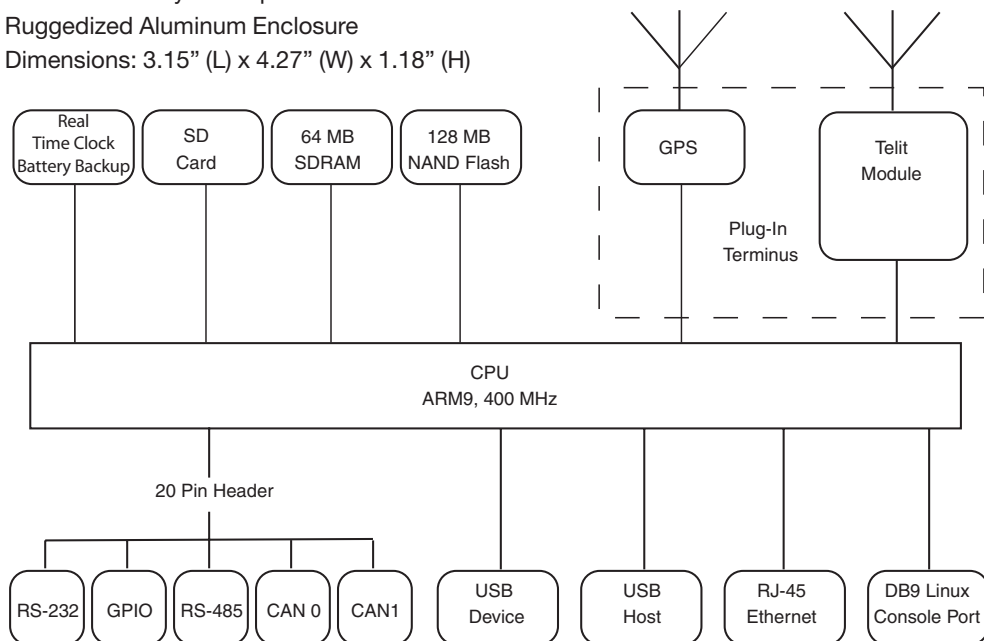 Ruggedized Aluminum Enclosure
Dimensions: 3.15” (L) x 4.27” (W) x 1.18” (H)
Real
Time Clock
Battery Backup
SD
Card
64 MB
SDRAM
128 MB
NAND Flash
GPS
Telit
Module
Plug-In
Terminus
CPU
ARM9, 400 MHz
20 Pin Header
RS-232
GPIO
RS-485
CAN 0
CAN1
USB
Device
USB
Host
RJ-45
Ethernet
DB9 Linux
Console Port